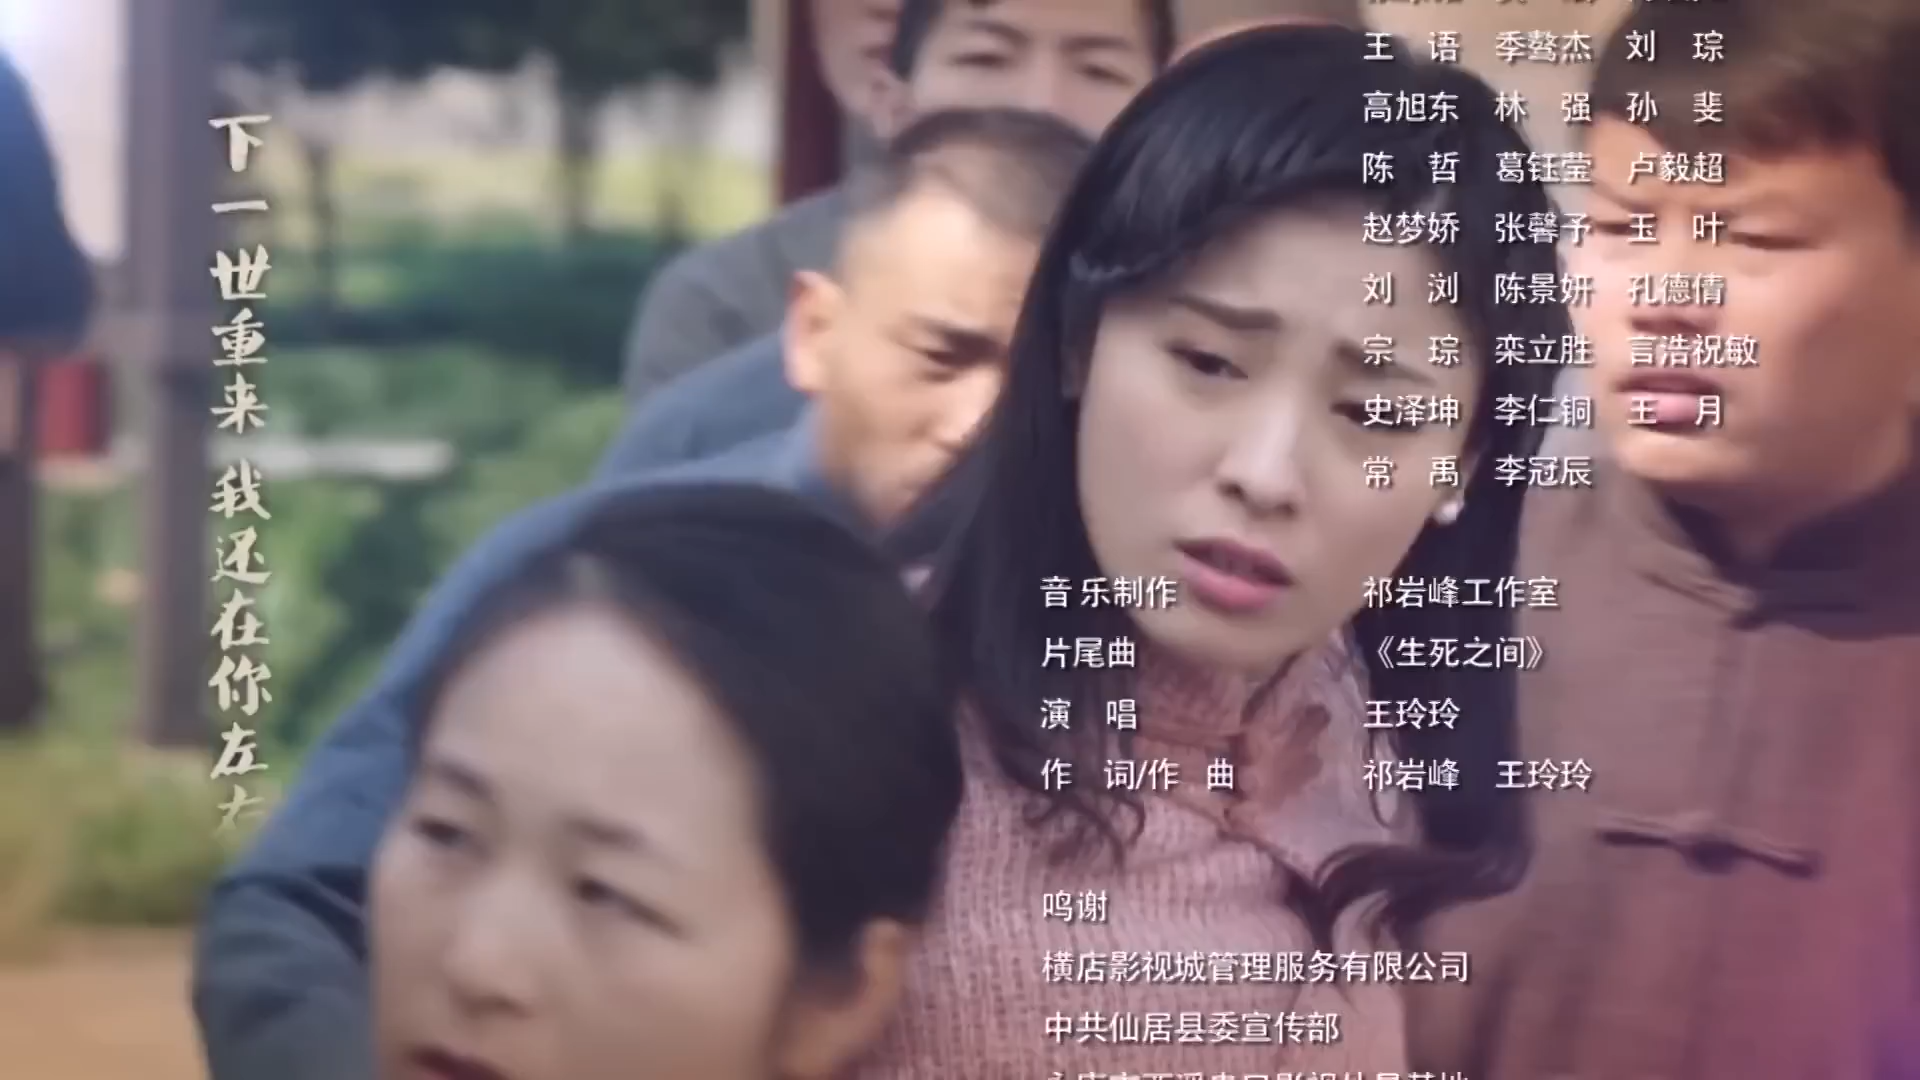 下一世重来 我还在你左右
王 语 季骜杰 刘 琮
高旭东 林 强 孙 斐
陈 哲 葛钰莹 卢毅超
赵梦娇 张馨予 玉 叶
刘 浏 陈景妍 孔德倩
宗 琮 栾立胜 言浩祝敏
史泽坤 李仁铜 王 月
常 禹 李冠辰
音乐制作 祁岩峰工作室
片尾曲 《生死之间》
演 唱 王玲玲
作 词/作 曲 祁岩峰 王玲玲
鸣谢
横店影视城管理服务有限公司
中共仙居县委宣传部